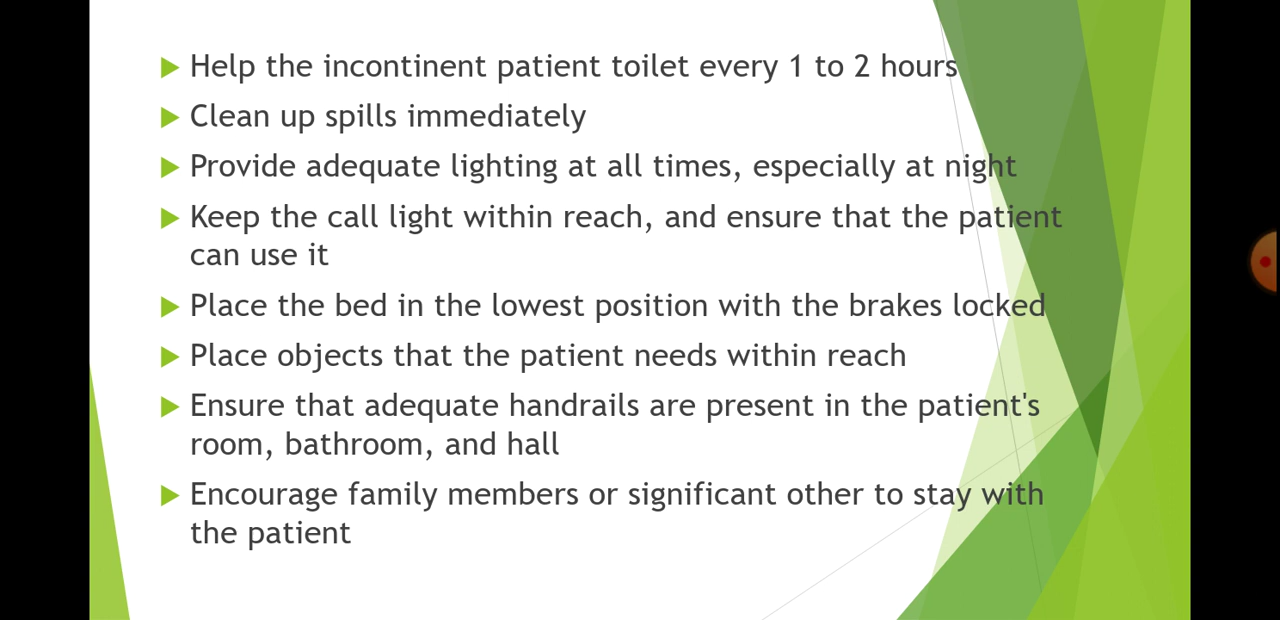 Help the incontinent patient toilet every 1 to 2 hours
Clean up spills immediately
Provide adequate lighting at all times, especially at night
Keep the call light within reach, and ensure that the patient
can use it
Place the bed in the lowest position with the brakes locked
Place objects that the patient needs within reach
Ensure that adequate handrails are present in the patient's
room, bathroom, and hall
Encourage family members or significant other to stay with
the patient